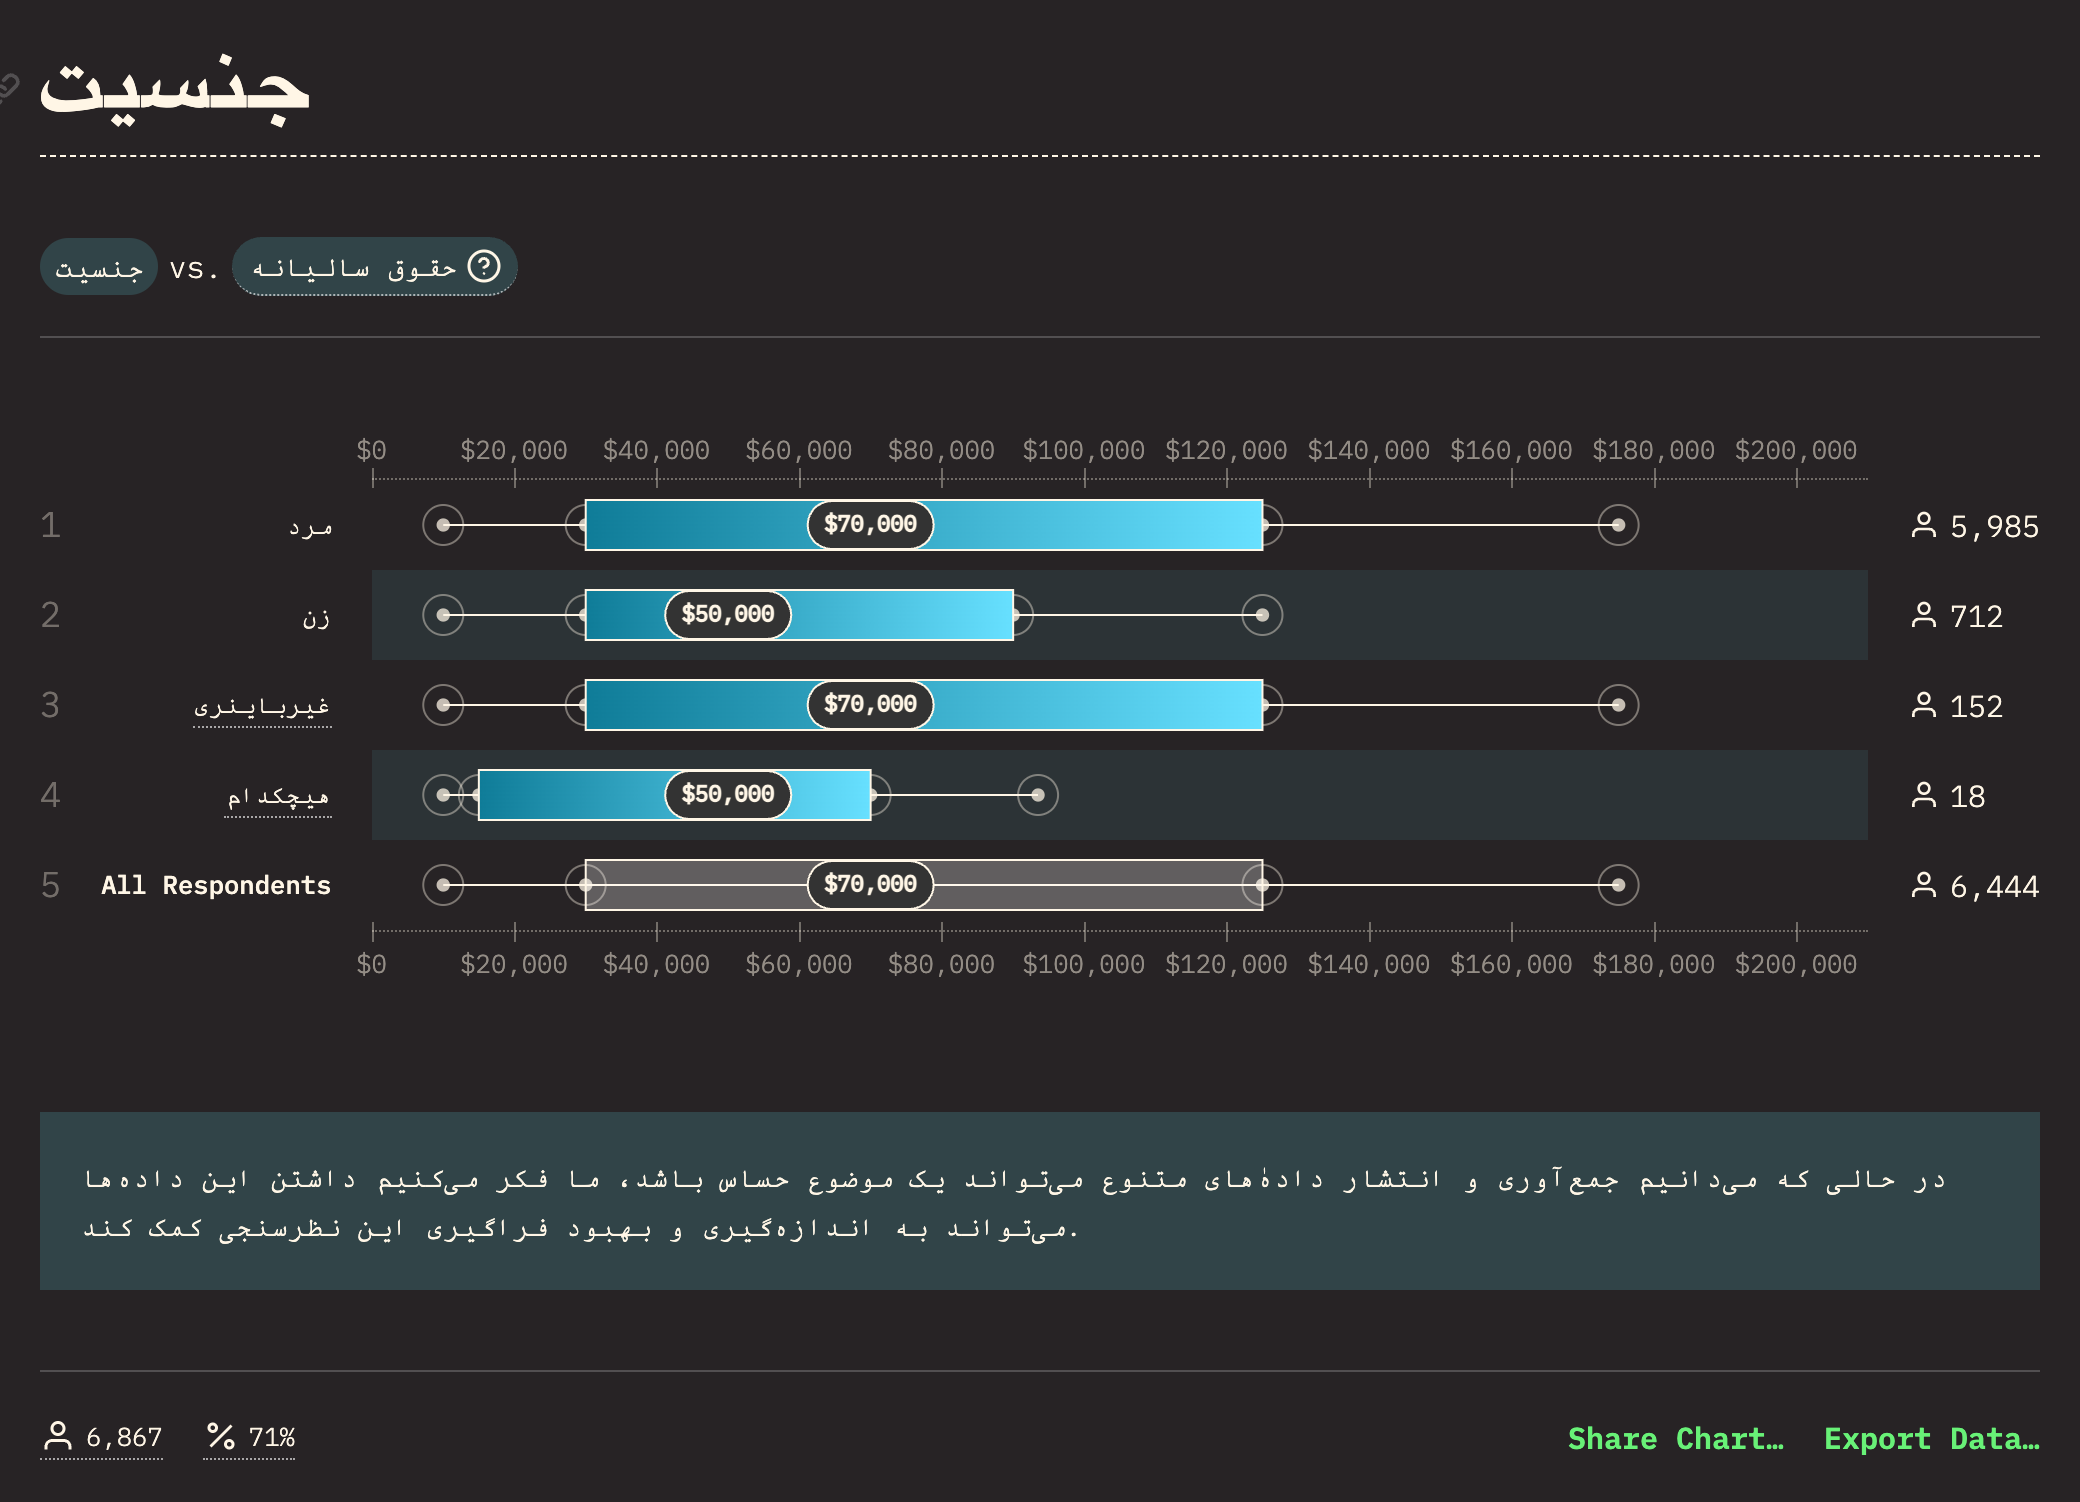 جنسیت
جنسیت vs. حقوق سالیانه
$0 $20,000 $40,000 $60,000 $80,000 $100,000 $120,000 $140,000 $160,000 $180,000 $200,000
1 مرد $70,000 5,985
2 زن $50,000 712
3 غیرباینری $70,000 152
4 هیچکدام $50,000 18
5 All Respondents $70,000 6,444
$0 $20,000 $40,000 $60,000 $80,000 $100,000 $120,000 $140,000 $160,000 $180,000 $200,000
در حالی که می‌دانیم جمع‌آوری و انتشار دادهٔ‌های متنوع می‌تواند یک موضوع حساس باشد، ما فکر می‌کنیم داشتن این داده‌ها
می‌تواند به اندازه‌گیری و بهبود فراگیری این نظرسنجی کمک کند.
6,867 71% Share Chart… Export Data…